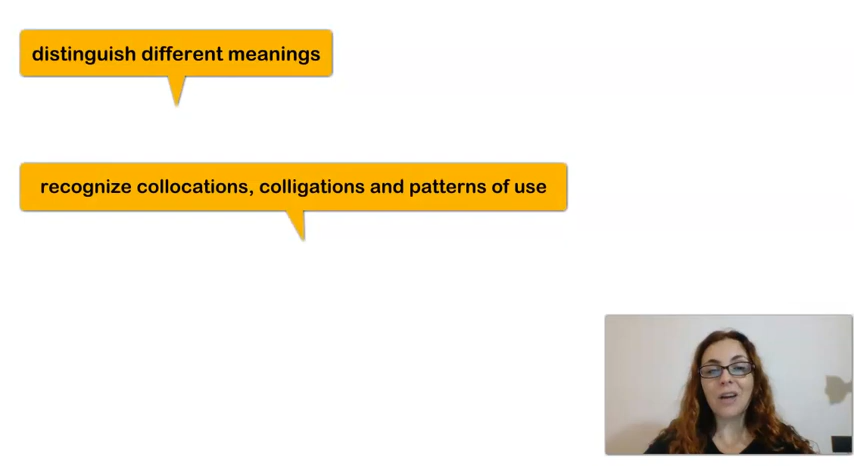 distinguish different meanings
recognize collocations, colligations and patterns of use